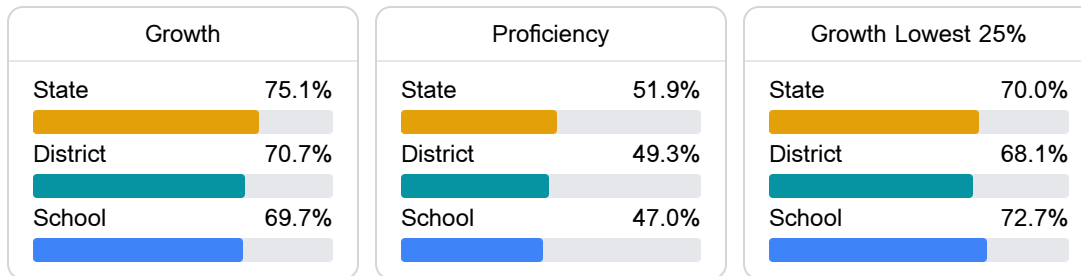 Growth
State 75.1%
District 70.7%
School 69.7%
Proficiency
State 51.9%
District 49.3%
School 47.0%
Growth Lowest 25%
State 70.0%
District 68.1%
School 72.7%